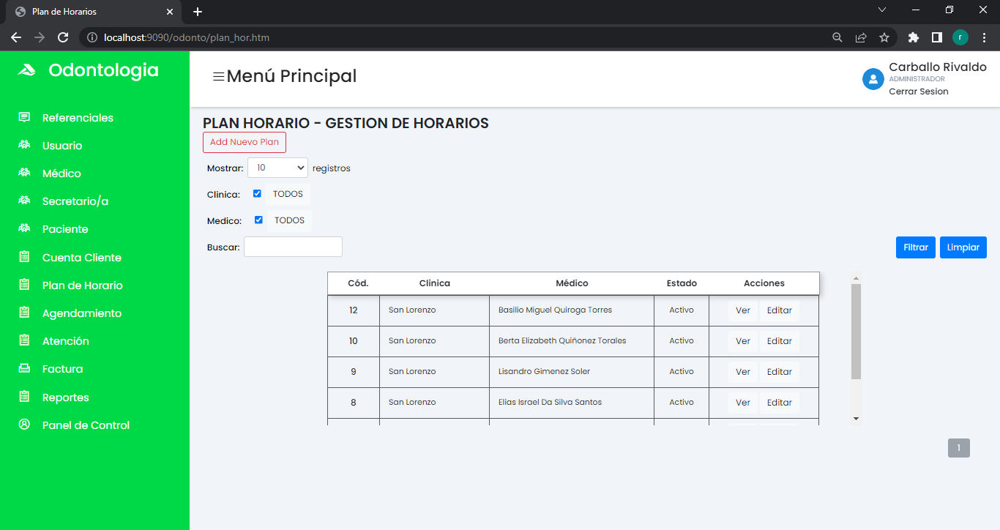 Plan de Horarios
localhost:9090/odonto/plan_hor.htm
r
Odontologia
Menú Principal
Carballo Rivaldo
ADMINISTRADOR
Cerrar Sesion
Referenciales
Usuario
Médico
Secretario/a
Paciente
Cuenta Cliente
Plan de Horario
Agendamiento
Atención
Factura
Reportes
Panel de Control
PLAN HORARIO - GESTION DE HORARIOS
Add Nuevo Plan
Mostrar: 10 registros
Clinica: TODOS
Medico: TODOS
Buscar:
Filtrar Limpiar
Cód. Clinica Médico Estado Acciones
12 San Lorenzo Basilio Miguel Quiroga Torres Activo Ver Editar
10 San Lorenzo Berta Elizabeth Quiñonez Torales Activo Ver Editar
9 San Lorenzo Lisandro Gimenez Soler Activo Ver Editar
8 San Lorenzo Elias Israel Da Silva Santos Activo Ver Editar
1